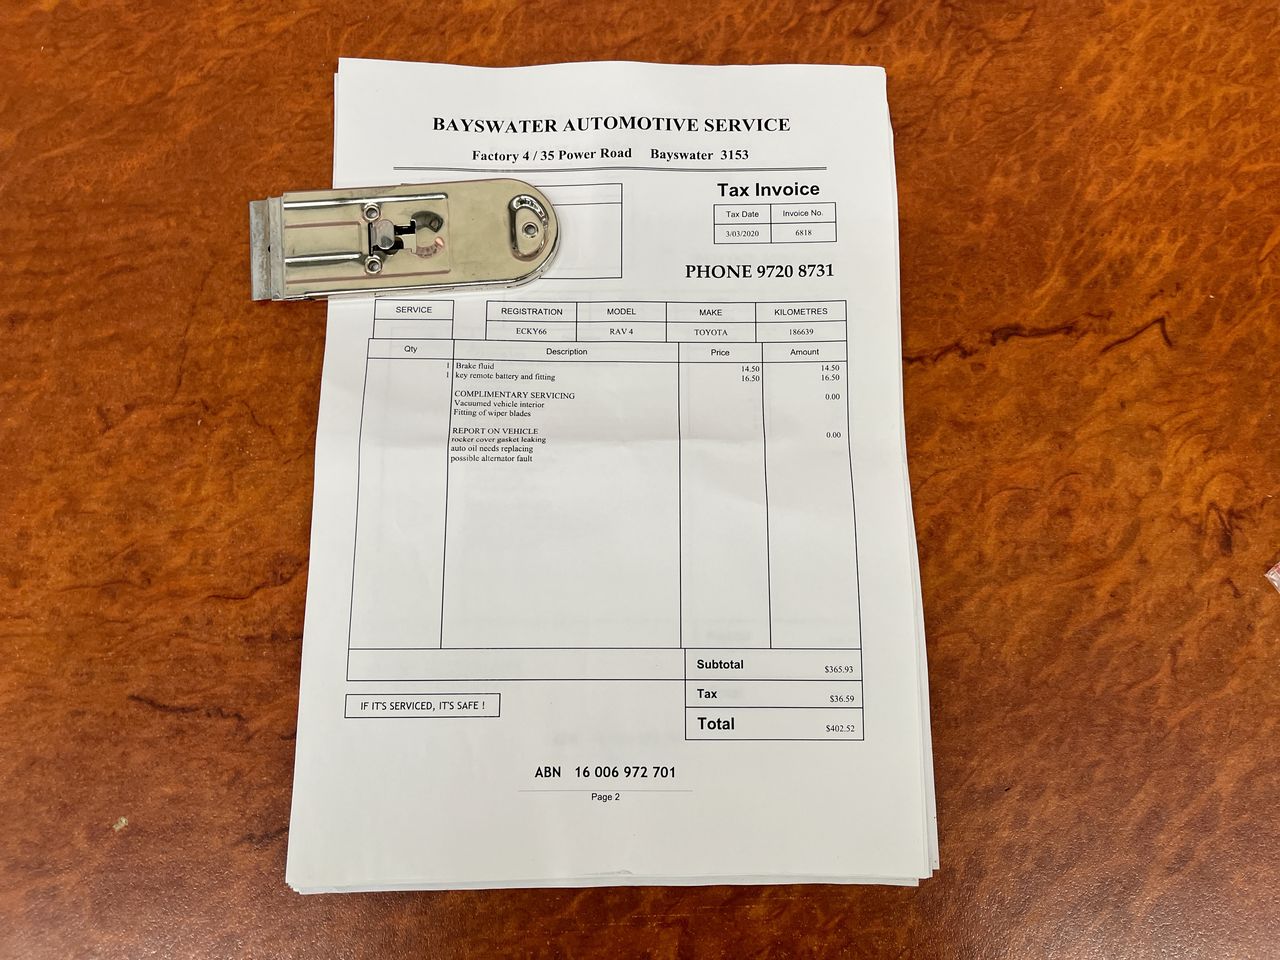 BAYSWATER AUTOMOTIVE SERVICE
Factory 4 / 35 Power Road Bayswater 3153
Tax Invoice
Tax Date Invoice No.
3/03/2020 6818
PHONE 9720 8731
SERVICE REGISTRATION MODEL MAKE KILOMETRES
ECKY66 RAV 4 TOYOTA 186639
Qty Description Price Amount
1 Brake fluid 14.50 14.50
1 key remote battery and fitting 16.50 16.50
COMPLIMENTARY SERVICING 0.00
Vacuumed vehicle interior
Fitting of wiper blades
REPORT ON VEHICLE 0.00
rocker cover gasket leaking
auto oil needs replacing
possible alternator fault
Subtotal $365.93
Tax $36.59
Total $402.52
IF IT'S SERVICED, IT'S SAFE !
ABN 16 006 972 701
Page 2